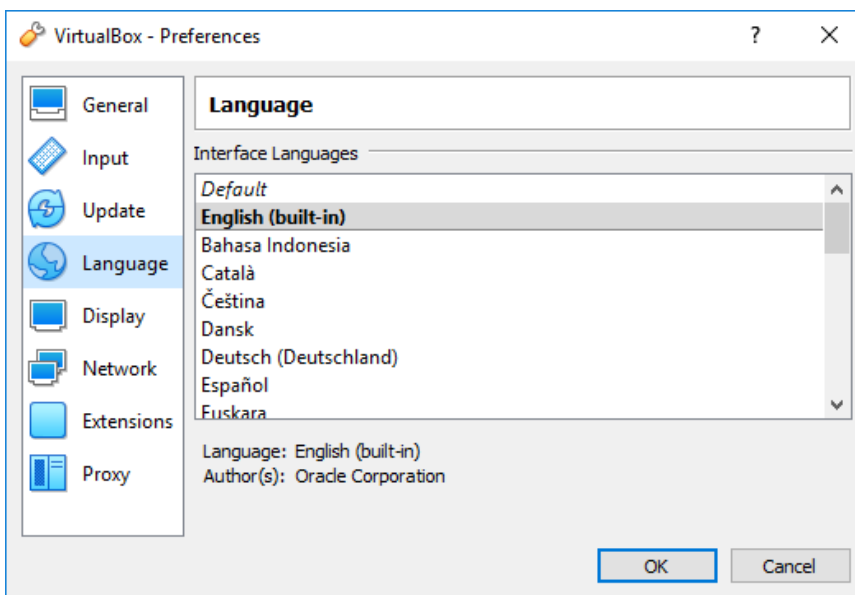 VirtualBox - Preferences
?
General
Input
Update
Language
Display
Network
Extensions
Proxy
Language
Interface Languages
Default
English (built-in)
Bahasa Indonesia
Català
Čeština
Dansk
Deutsch (Deutschland)
Español
Euskara
Language: English (built-in)
Author(s): Oracle Corporation
OK
Cancel